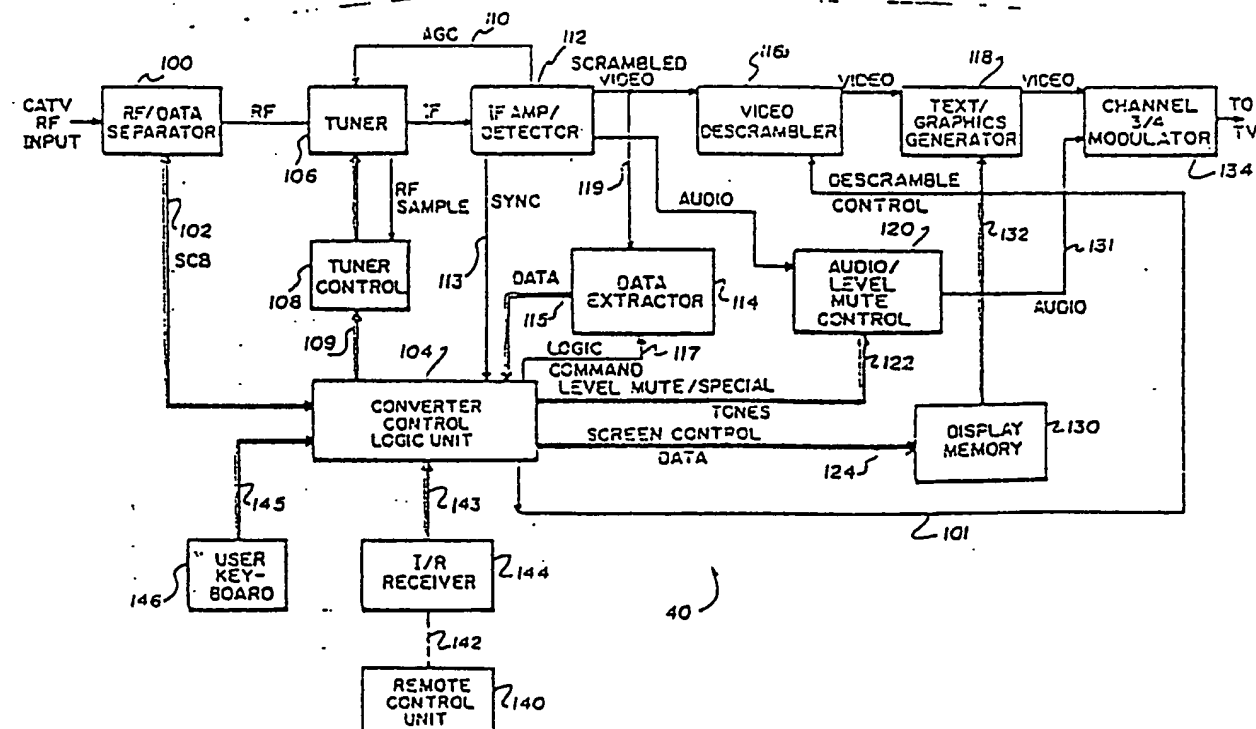 110
AGC
112
100
SCRAMBLED
VIDEO
116
118
VIDEO
VIDEO
CATV
RF
INPUT
RF/DATA
SEPARATOR
RF
TUNER
IF
IF AMP/
DETECTOR
VIDEO
DESCRAMBLER
TEXT/
GRAPHICS
GENERATOR
CHANNEL
3/4
MODULATOR
TO
TV
106
134
119
RF
SAMPLE
SYNC
AUDIO
DESCRAMBLE
CONTROL
102
SCB
132
131
120
108
TUNER
CONTROL
113
DATA
115
DATA
EXTRACTOR
114
AUDIO/
LEVEL
MUTE
CONTROL
AUDIO
109
104
LOGIC
COMMAND
117
122
LEVEL MUTE/SPECIAL
TONES
CONVERTER
CONTROL
LOGIC UNIT
SCREEN CONTROL
DATA
124
DISPLAY
MEMORY
130
145
143
101
146
USER
KEY-
BOARD
I/R
RECEIVER
144
40
142
REMOTE
CONTROL
UNIT
140